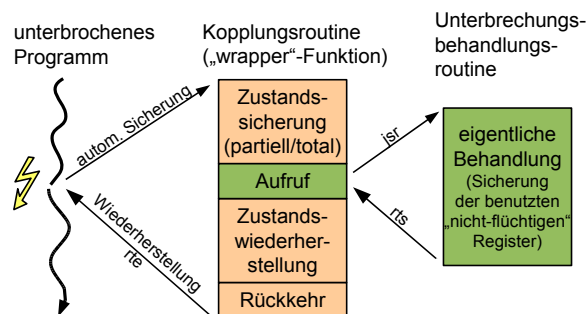 unterbrochenes
Programm
Kopplungsroutine
(„wrapper“-Funktion)
Unterbrechungs-
behandlungs-
routine
autom. Sicherung
Zustands-
sicherung
(partiell/total)
Aufruf
Zustands-
wiederher-
stellung
Rückkehr
Wiederherstellung
rte
jsr
rts
eigentliche
Behandlung
(Sicherung
der benutzten
„nicht-flüchtigen“
Register)